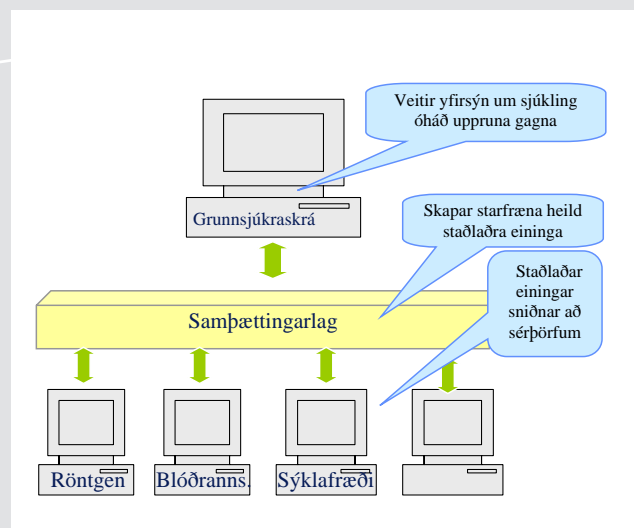 Veitir yfirsýn um sjúkling
óháð uppruna gagna
Grunnsjúkraskrá
Skapar starfræna heild
staðlaðra eininga
Staðlaðar
einingar
sniðnar að
sérþörfum
Samþættingarlag
Röntgen
Blóðranns.
Sýklafræði